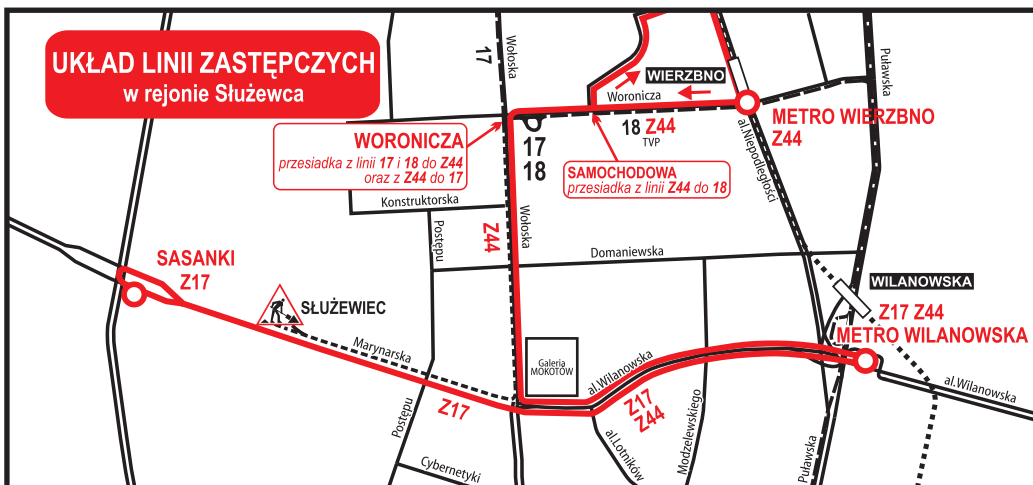 UKŁAD LINII ZASTĘPCZYCH
w rejonie Służewca
17
Wołoska
Puławska
WIERZBNO
Woronicza
METRO WIERZBNO
Z44
al.Niepodległości
18 Z44
TVP
17
18
WORONICZA
przesiadka z linii 17 i 18 do Z44
oraz z Z44 do 17
SAMOCHODOWA
przesiadka z linii Z44 do 18
Konstruktorska
Postępu
Z44
Wołoska
Domaniewska
SASANKI
Z17
SŁUŻEWIEC
WILANOWSKA
Z17 Z44
METRO WILANOWSKA
Marynarska
Galeria
MOKOTÓW
al.Wilanowska
al.Wilanowska
Z17
Z17
Z44
Postępu
al.Lotników
Modzelewskiego
Puławska
Cybernetyki